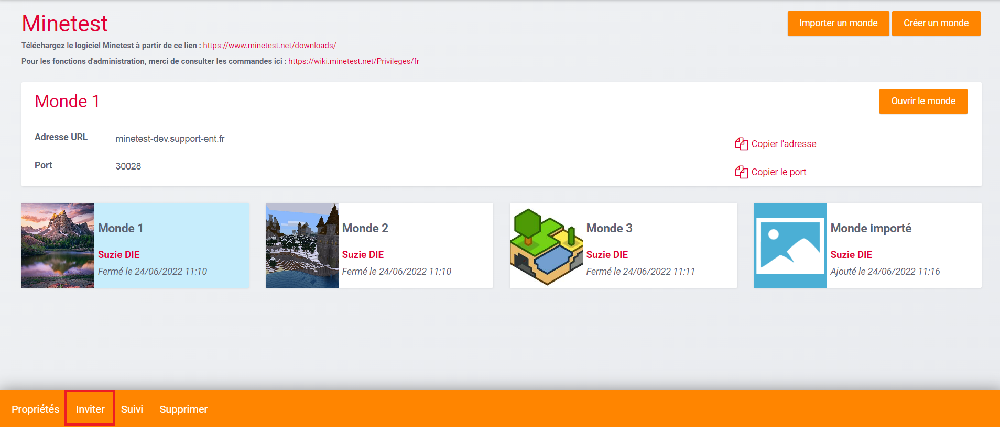 Minetest
Importer un monde
Créer un monde
Téléchargez le logiciel Minetest à partir de ce lien : https://www.minetest.net/downloads/
Pour les fonctions d'administration, merci de consulter les commandes ici : https://wiki.minetest.net/Privileges/fr
Monde 1
Ouvrir le monde
Adresse URL
minetest-dev.support-ent.fr
Copier l'adresse
Port
30028
Copier le port
Monde 1
Suzie DIE
Fermé le 24/06/2022 11:10
Monde 2
Suzie DIE
Fermé le 24/06/2022 11:10
Monde 3
Suzie DIE
Fermé le 24/06/2022 11:11
Monde importé
Suzie DIE
Ajouté le 24/06/2022 11:16
Propriétés
Inviter
Suivi
Supprimer